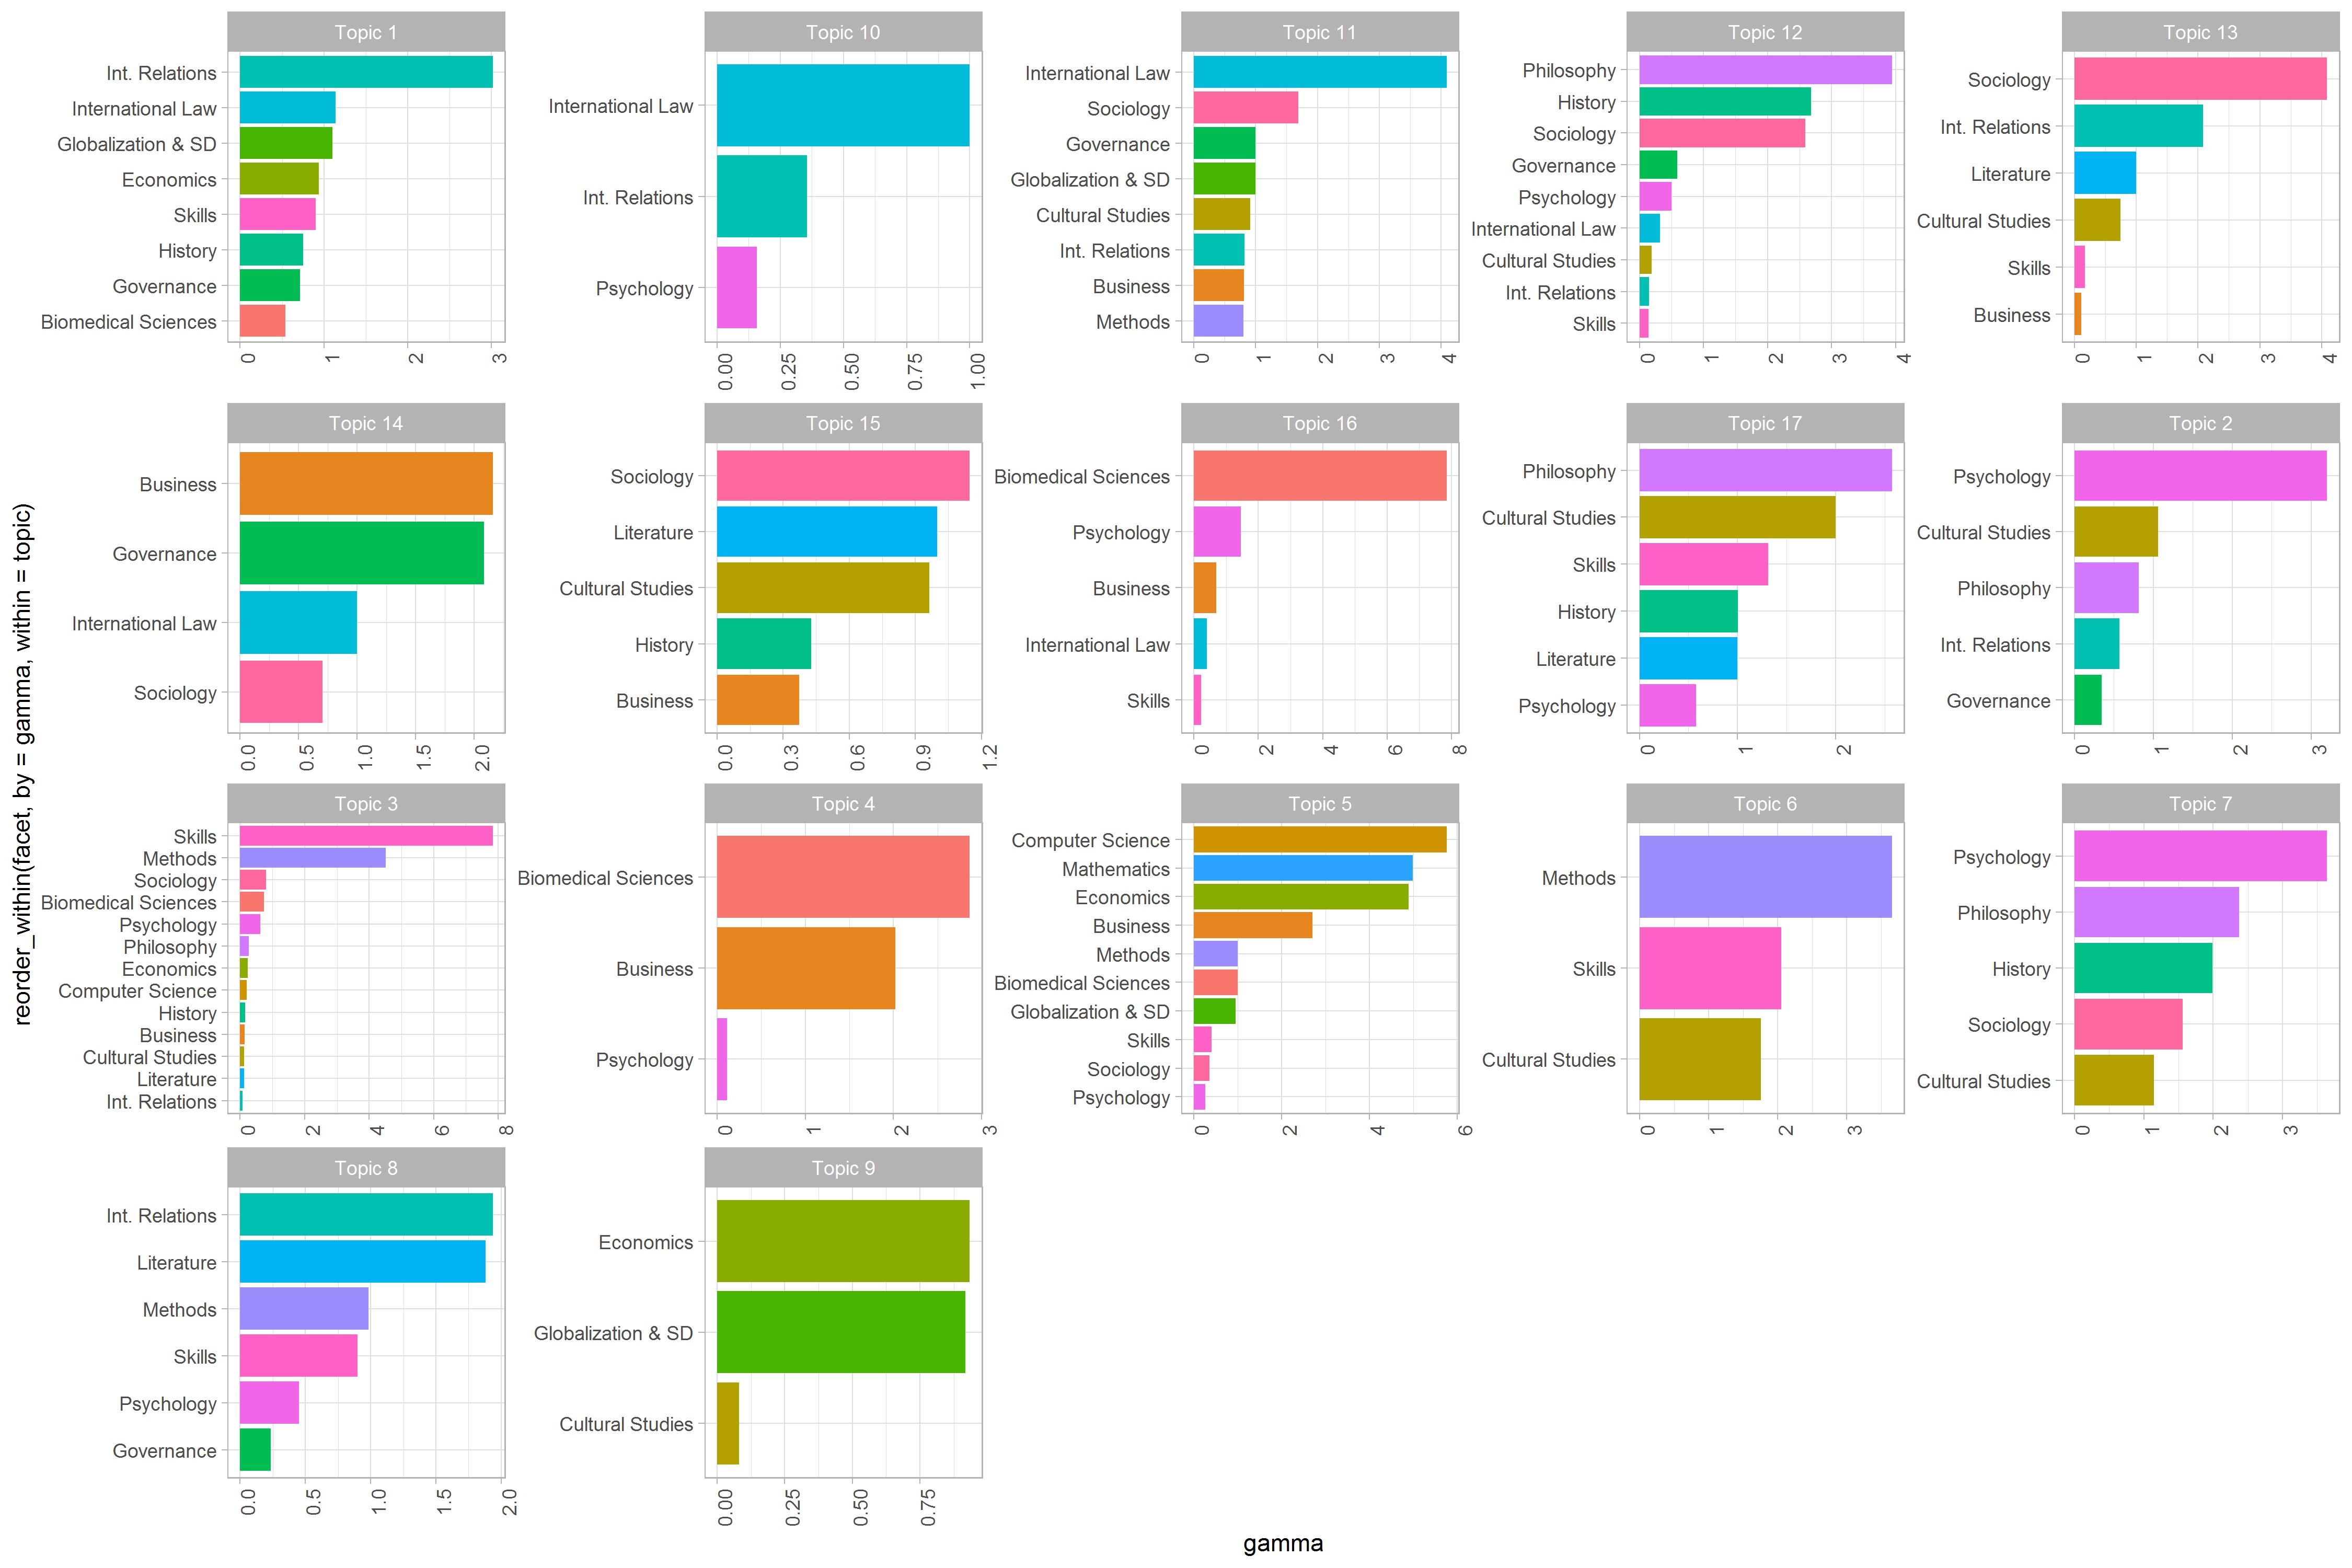 reorder_within(facet, by = gamma, within = topic)
Topic 1
Int. Relations
International Law
Globalization & SD
Economics
Skills
History
Governance
Biomedical Sciences
0 1 2 3
Topic 10
International Law
Int. Relations
Psychology
0.00 0.25 0.50 0.75 1.00
Topic 11
International Law
Sociology
Governance
Globalization & SD
Cultural Studies
Int. Relations
Business
Methods
0 1 2 3 4
Topic 12
Philosophy
History
Sociology
Governance
Psychology
International Law
Cultural Studies
Int. Relations
Skills
0 1 2 3 4
Topic 13
Sociology
Int. Relations
Literature
Cultural Studies
Skills
Business
0 1 2 3 4
Topic 14
Business
Governance
International Law
Sociology
0.0 0.5 1.0 1.5 2.0
Topic 15
Sociology
Literature
Cultural Studies
History
Business
0.0 0.3 0.6 0.9 1.2
Topic 16
Biomedical Sciences
Psychology
Business
International Law
Skills
0 2 4 6 8
Topic 17
Philosophy
Cultural Studies
Skills
History
Literature
Psychology
0 1 2
Topic 2
Psychology
Cultural Studies
Philosophy
Int. Relations
Governance
0 1 2 3
Topic 3
Skills
Methods
Sociology
Biomedical Sciences
Psychology
Philosophy
Economics
Computer Science
History
Business
Cultural Studies
Literature
Int. Relations
0 2 4 6 8
Topic 4
Biomedical Sciences
Business
Psychology
0 1 2 3
Topic 5
Computer Science
Mathematics
Economics
Business
Methods
Biomedical Sciences
Globalization & SD
Skills
Sociology
Psychology
0 2 4 6
Topic 6
Methods
Skills
Cultural Studies
0 1 2 3
Topic 7
Psychology
Philosophy
History
Sociology
Cultural Studies
0 1 2 3
Topic 8
Int. Relations
Literature
Methods
Skills
Psychology
Governance
0.0 0.5 1.0 1.5 2.0
Topic 9
Economics
Globalization & SD
Cultural Studies
0.00 0.25 0.50 0.75
gamma